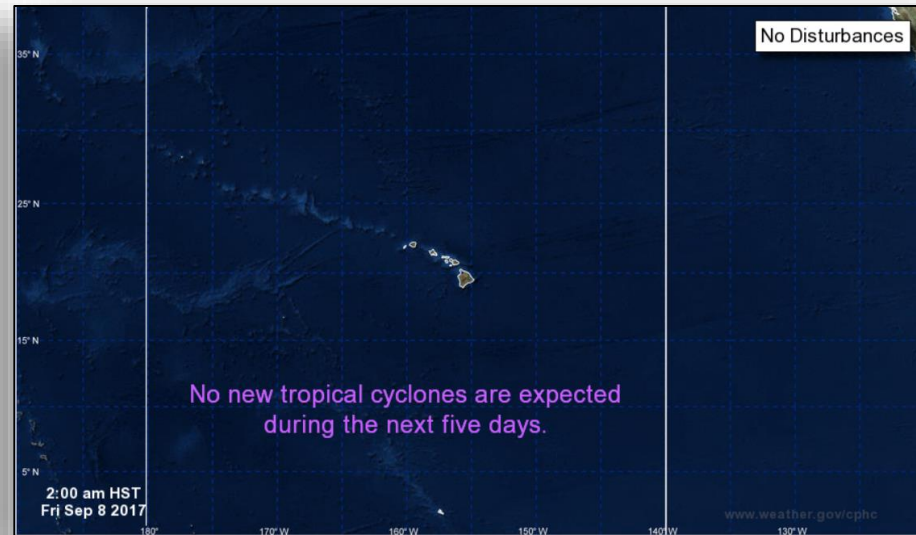 No Disturbances
35° N
25° N
15° N
No new tropical cyclones are expected
during the next five days.
5° N
2:00 am HST
Fri Sep 8 2017
www.weather.gov/cphc
180°
170° W
160° W
150° W
140° W
130° W